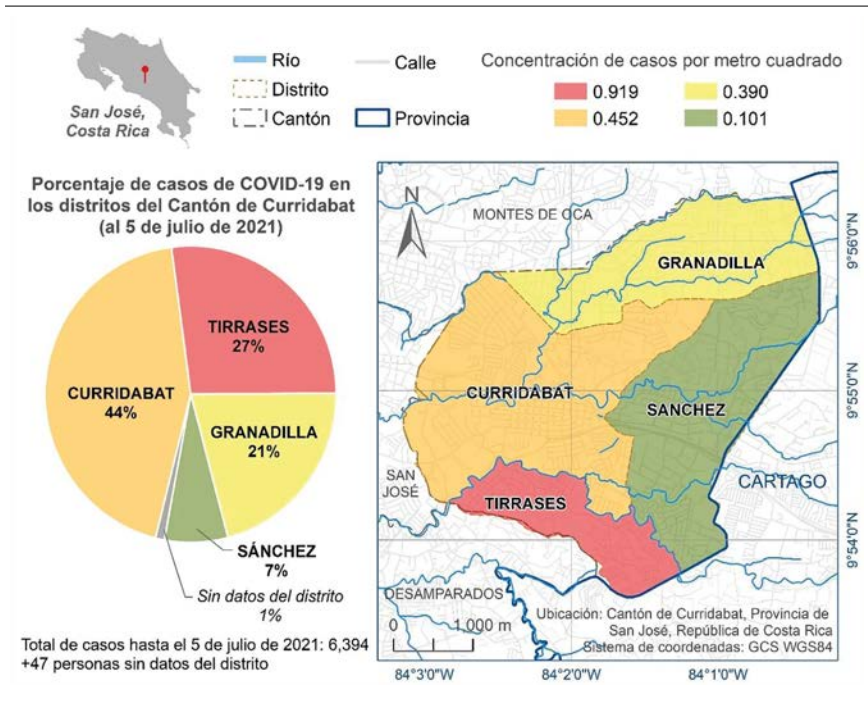 San José,
Costa Rica
Río
Distrito
Cantón
Calle
Provincia
Concentración de casos por metro cuadrado
0.919
0.390
0.452
0.101
Porcentaje de casos de COVID-19 en
los distritos del Cantón de Curridabat
(al 5 de julio de 2021)
TIRRASES
27%
CURRIDABAT
44%
GRANADILLA
21%
SÁNCHEZ
7%
Sin datos del distrito
1%
Total de casos hasta el 5 de julio de 2021: 6,394
+47 personas sin datos del distrito
N
MONTES DE OCA
GRANADILLA
CURRIDABAT
SANCHEZ
SAN
JOSÉ
TIRRASES
CARTAGO
DESAMPARADOS
0
1 000 m
Ubicación: Cantón de Curridabat, Provincia de
San José, República de Costa Rica
Sistema de coordenadas: GCS WGS84
9°56'0"N
9°55'0"N
9°54'0"N
84°3'0"W
84°2'0"W
84°1'0"W